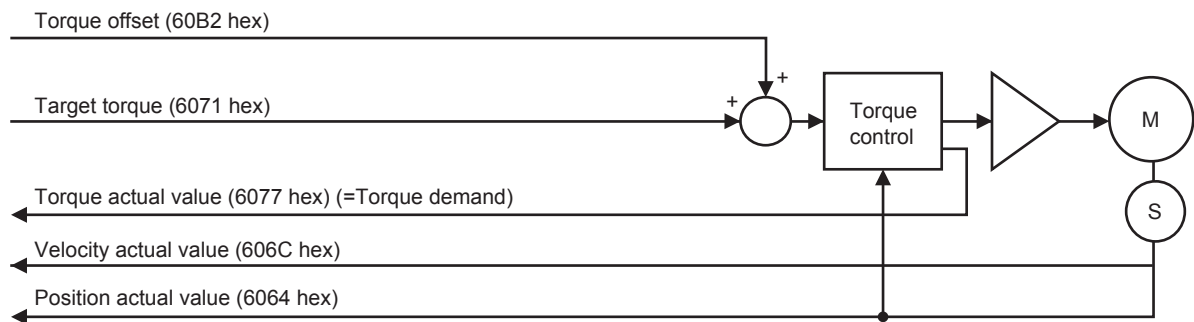 Torque offset (60B2 hex)
+
Target torque (6071 hex)
+
Torque
control
M
Torque actual value (6077 hex) (=Torque demand)
S
Velocity actual value (606C hex)
Position actual value (6064 hex)